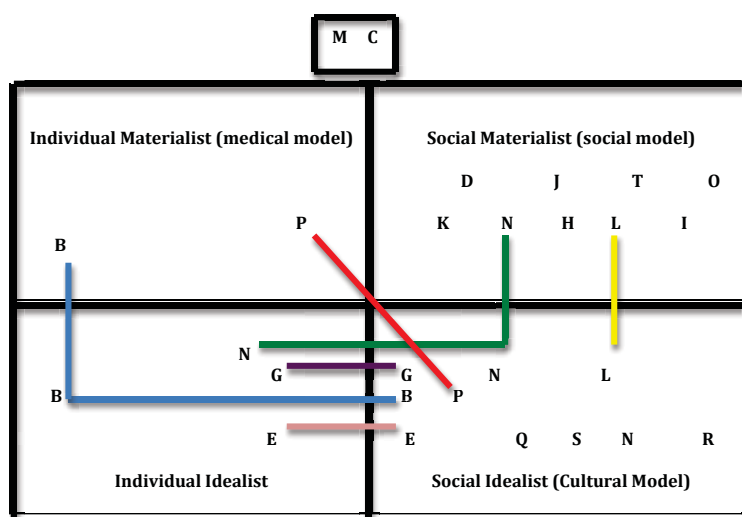 M C
Individual Materialist (medical model) Social Materialist (social model)
D J T O
P K N H L I
B
N
G G N L
B B P
E E Q S N R
Individual Idealist Social Idealist (Cultural Model)